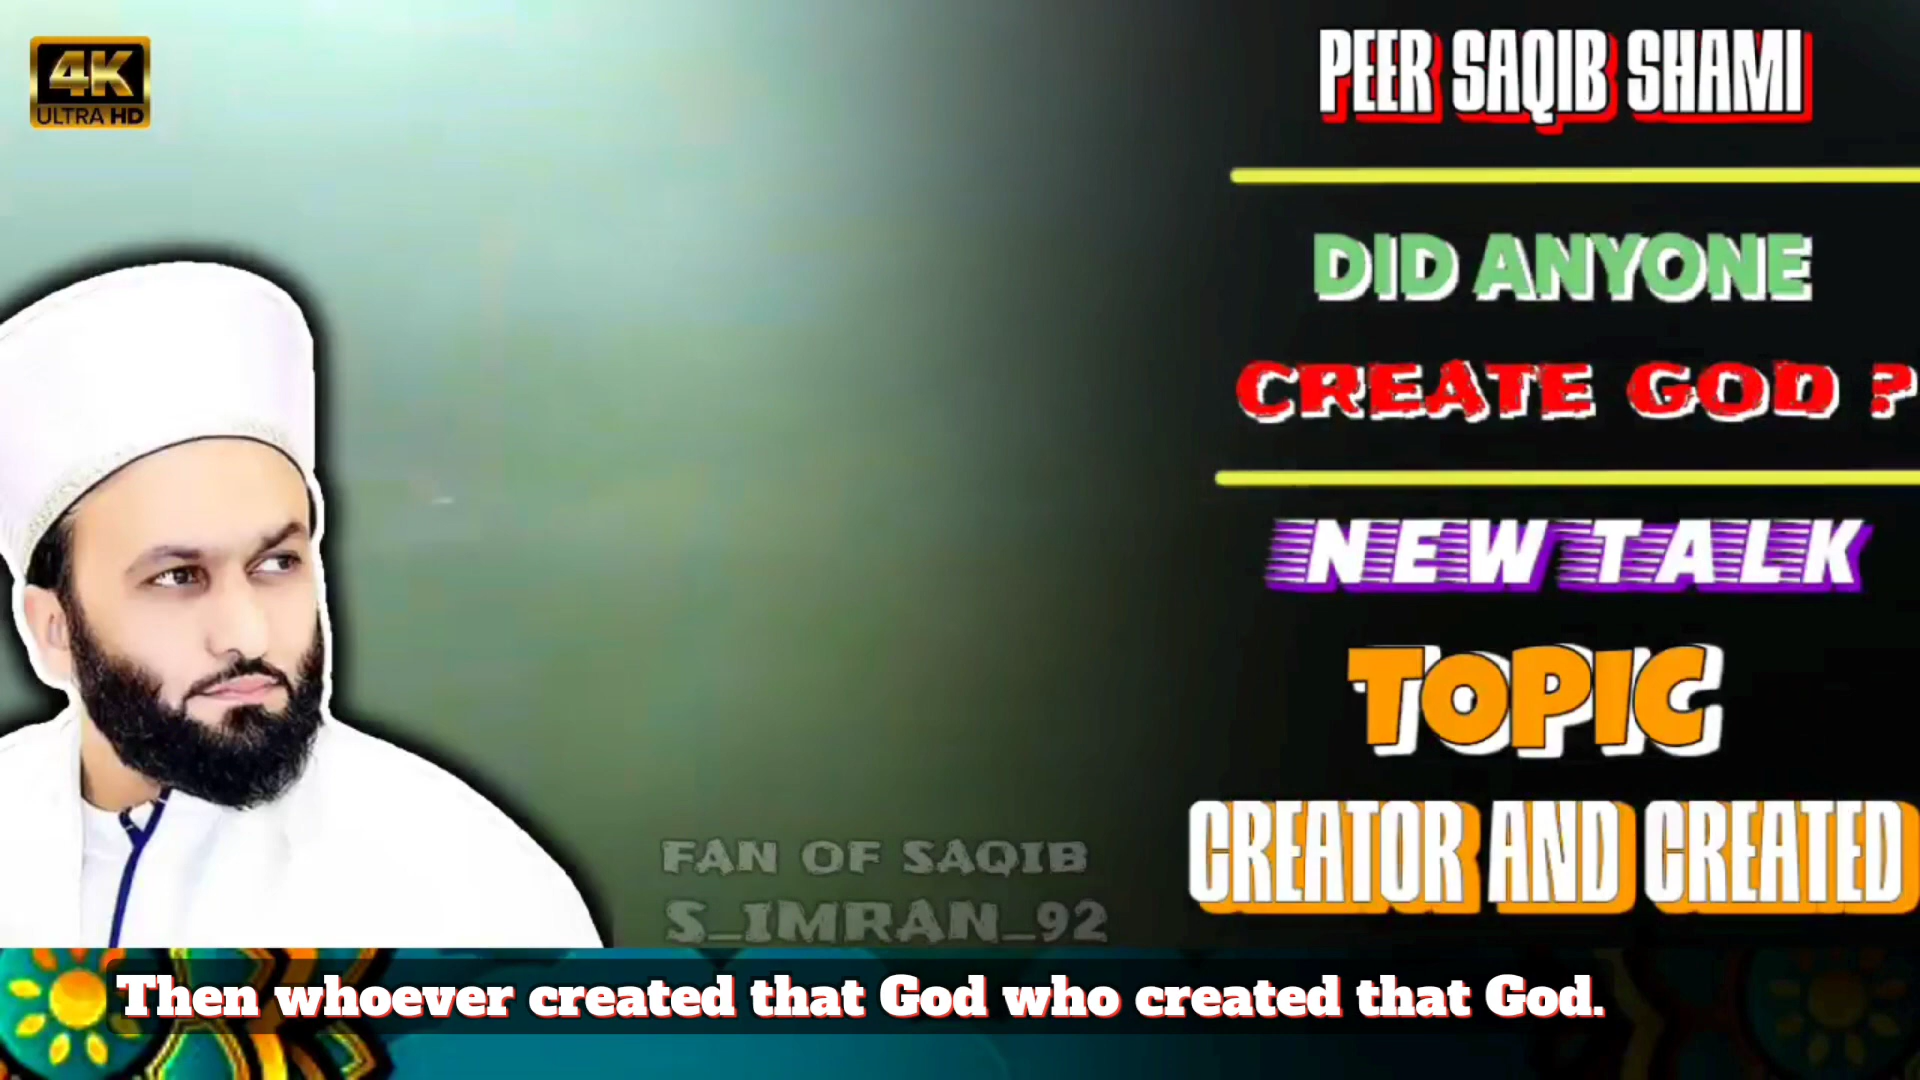 4K
ULTRA HD
PEER SAQIB SHAMI
DID ANYONE
CREATE GOD ?
NEW TALK
TOPIC
CREATOR AND CREATED
FAN OF SAQIB
S_IMRAN_92
Then whoever created that God who created that God.